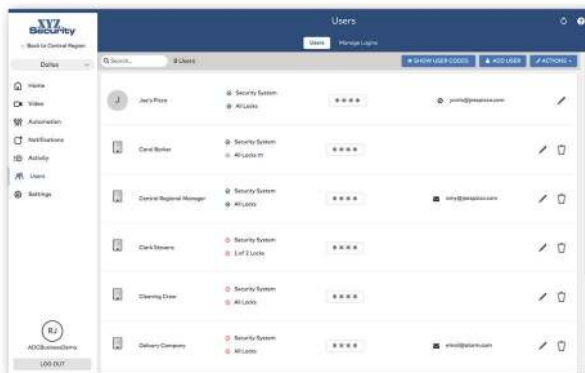 XYZ
Security
Back to Central Region
Dallas
Home
Video
Automation
Notifications
Activity
Users
Settings
RJ
ADCBusinessDemo
LOG OUT
Users
Users Manage Logins
Search... 8 Users SHOW USER CODES ADD USER ACTIONS
J Joe's Pizza Security System All Locks
Carol Barker Security System All Locks
Central Regional Manager Security System All Locks
Clark Stevens Security System 1 of 2 Locks
Cleaning Crew Security System All Locks
Delivery Company Security System All Locks